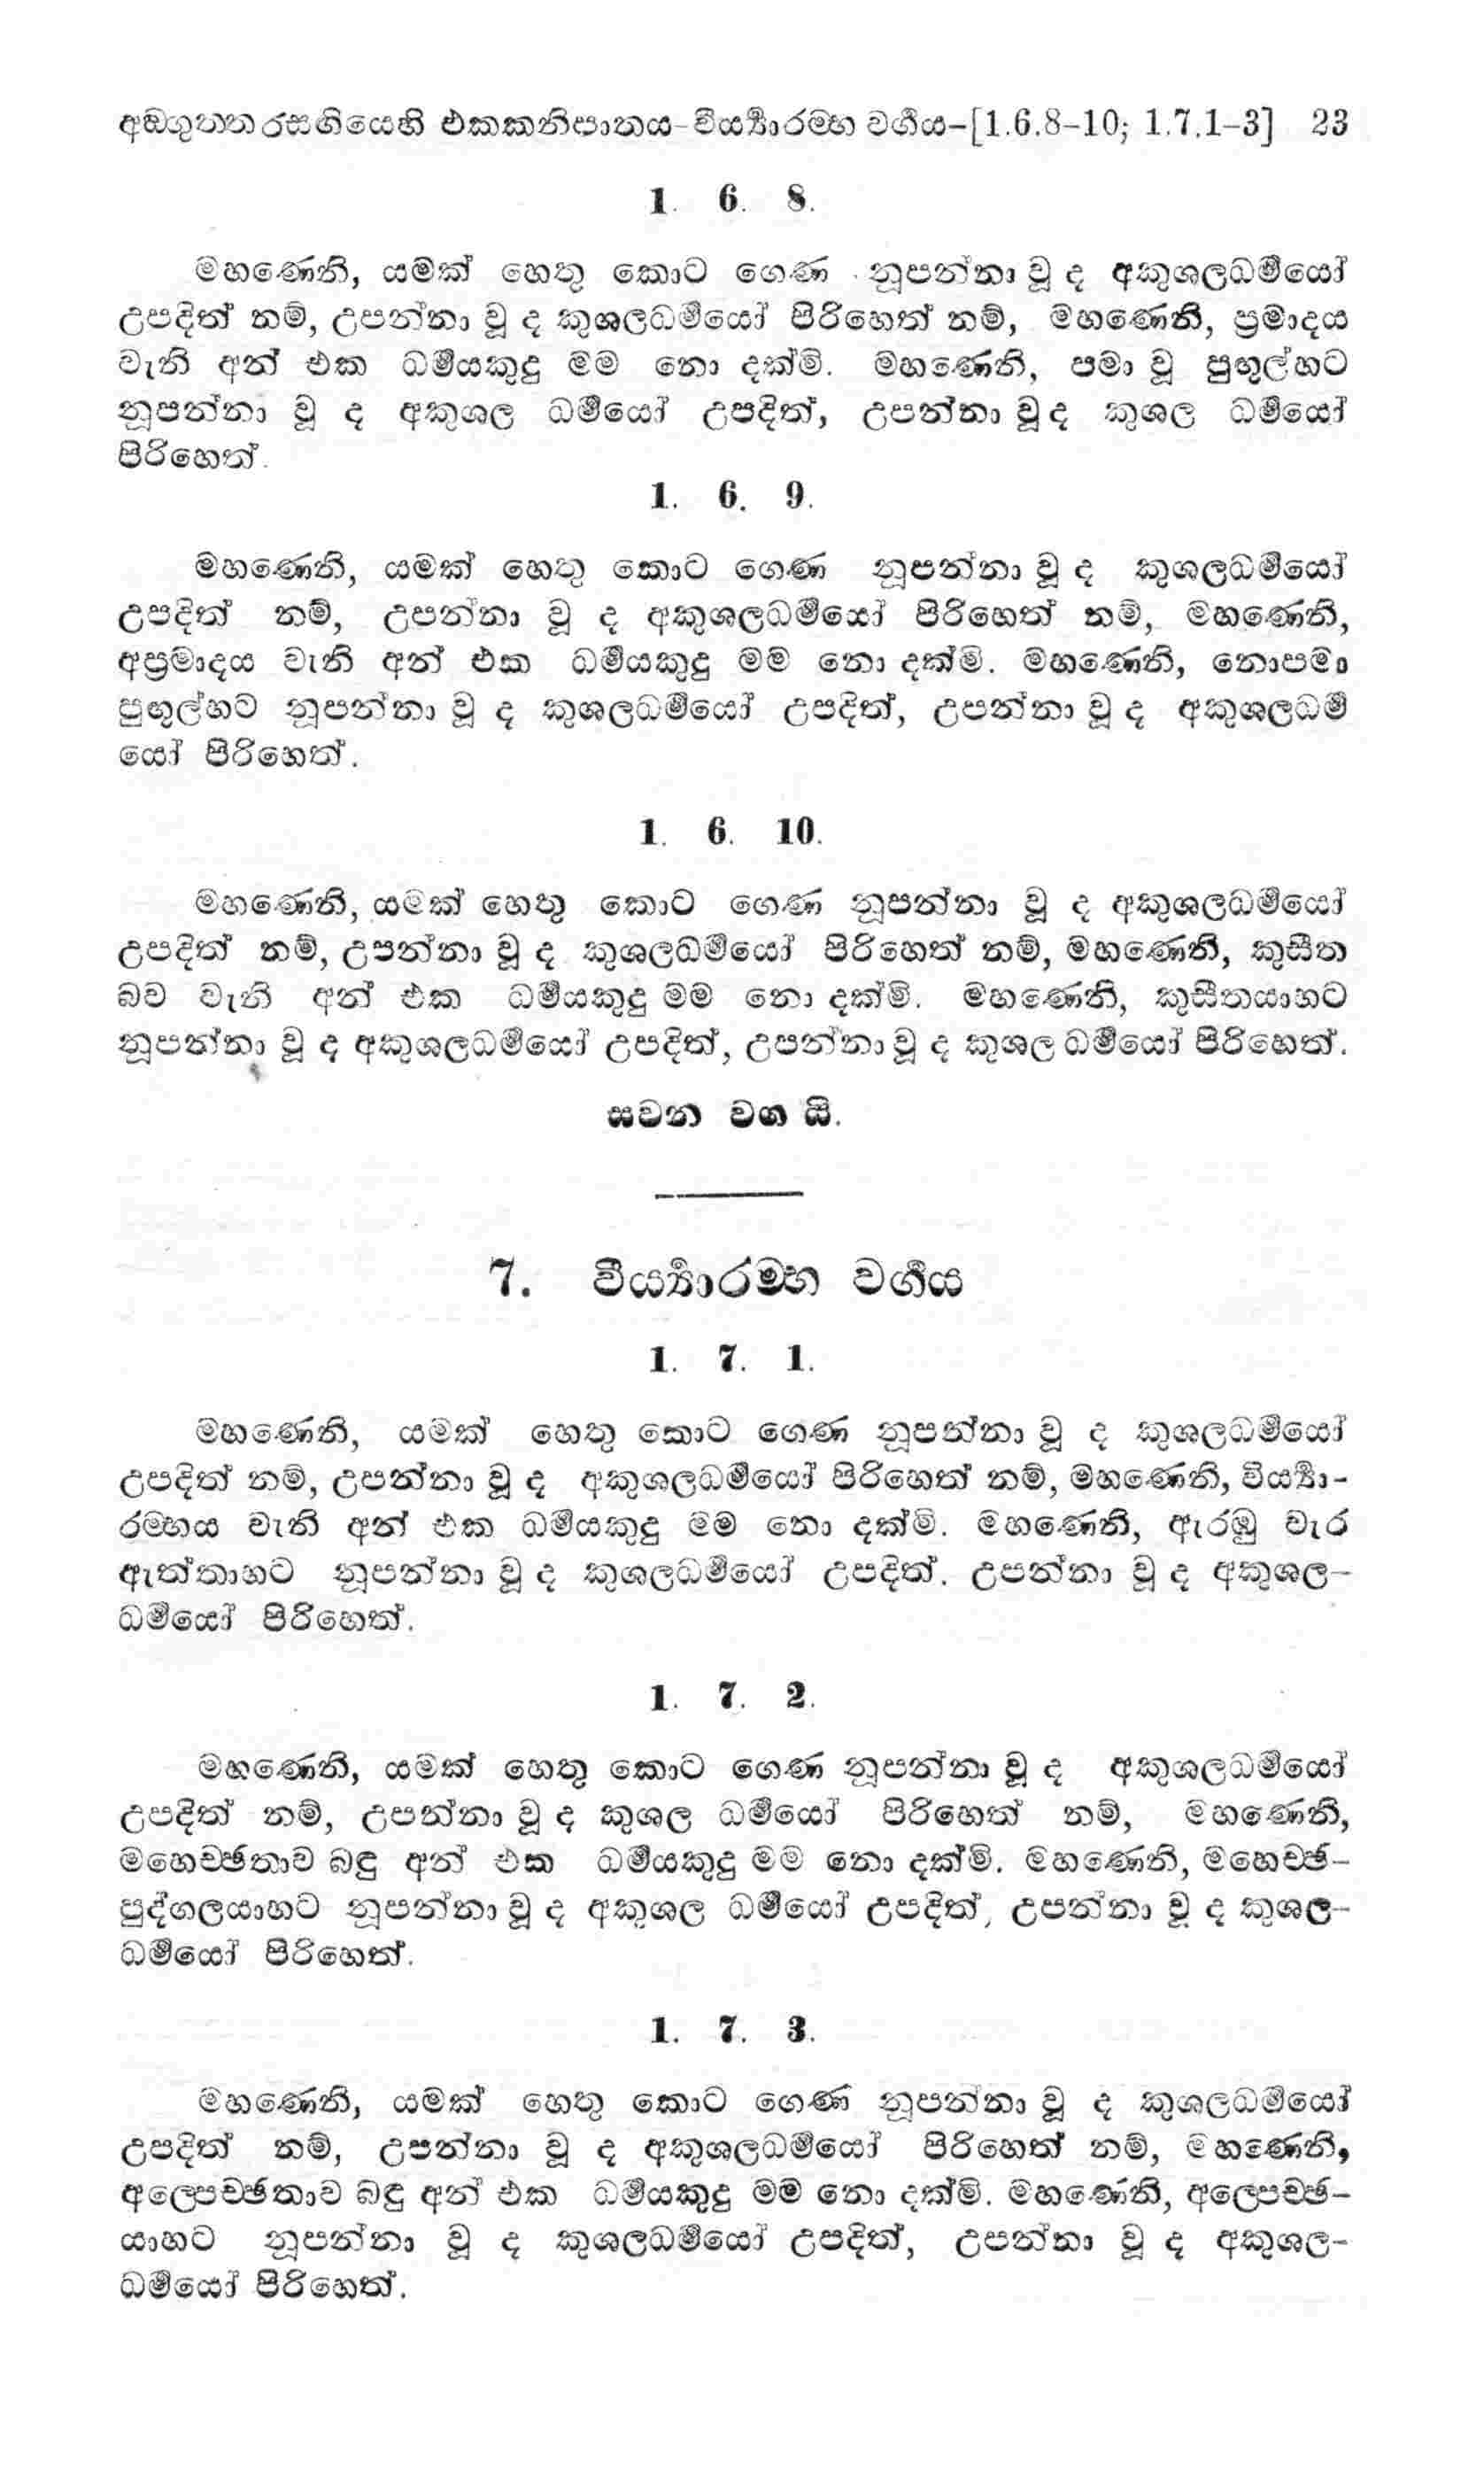 අඞ්ගුත්තරසඟියෙහි එකකනිපාතය-වීර්‍ය්‍යාරම්භ වර්‍ගය-[1.6.8-10; 1.7.1-3] 23
1. 6. 8.
මහණෙනි, යමක් හෙතු කොට ගෙණ නූපන්නා වූ ද අකුශලධර්‍මයෝ
උපදිත් නම්, උපන්නා වූ ද කුශලධර්‍මයෝ පිරිහෙත් නම්, මහණෙනි, ප්‍රමාදය
වැනි අන් එක ධර්‍මයකුදු මම නො දක්මි. මහණෙනි, පමා වූ පුඟුල්හට
නූපන්නා වූ ද අකුශල ධර්‍මයෝ උපදිත්, උපන්නා වූ ද කුශල ධර්‍මයෝ
පිරිහෙත්.
1. 6. 9.
මහණෙනි, යමක් හෙතු කොට ගෙණ නූපන්නා වූ ද කුශලධර්‍මයෝ
උපදිත් නම්, උපන්නා වූ ද අකුශලධර්‍මයෝ පිරිහෙත් නම්, මහණෙනි,
අප්‍රමාදය වැනි අන් එක ධර්‍මයකුදු මම නො දක්මි. මහණෙනි, නොපමා
පුඟුල්හට නූපන්නා වූ ද කුශලධර්‍මයෝ උපදිත්, උපන්නා වූ ද අකුශලධර්‍ම
යෝ පිරිහෙත්.
1. 6. 10.
මහණෙනි, යමක් හෙතු කොට ගෙණ නූපන්නා වූ ද අකුශලධර්‍මයෝ
උපදිත් නම්, උපන්නා වූ ද කුශලධර්‍මයෝ පිරිහෙත් නම්, මහණෙනි, කුසීත
බව වැනි අන් එක ධර්‍මයකුදු මම නො දක්මි. මහණෙනි, කුසීතයාහට
නූපන්නා වූ ද අකුශලධර්‍මයෝ උපදිත්, උපන්නා වූ ද කුශල ධර්‍මයෝ පිරිහෙත්.
සවන වග යි.
7. වීර්‍ය්‍යාරම්භ වර්‍ගය
1. 7. 1.
මහණෙනි, යමක් හෙතු කොට ගෙණ නූපන්නා වූ ද කුශලධර්‍මයෝ
උපදිත් නම්, උපන්නා වූ ද අකුශලධර්‍මයෝ පිරිහෙත් නම්, මහණෙනි, වීර්‍ය්‍යා-
රම්භය වැනි අන් එක ධර්‍මයකුදු මම නො දක්මි. මහණෙනි, ඇරඹු වැර
ඇත්තාහට නූපන්නා වූ ද කුශලධර්‍මයෝ උපදිත්. උපන්නා වූ ද අකුශල-
ධර්‍මයෝ පිරිහෙත්.
1. 7. 2.
මහණෙනි, යමක් හෙතු කොට ගෙණ නූපන්නා වූ ද අකුශලධර්‍මයෝ
උපදිත් නම්, උපන්නා වූ ද කුශල ධර්‍මයෝ පිරිහෙත් නම්, මහණෙනි,
මහෙච්ඡතාව බඳු අන් එක ධර්‍මයකුදු මම නො දක්මි. මහණෙනි, මහෙච්ඡ-
පුද්ගලයාහට නූපන්නා වූ ද අකුශල ධර්‍මයෝ උපදිත්, උපන්නා වූ ද කුශල-
ධර්‍මයෝ පිරිහෙත්.
1. 7. 3.
මහණෙනි, යමක් හෙතු කොට ගෙණ නූපන්නා වූ ද කුශලධර්‍මයෝ
උපදිත් නම්, උපන්නා වූ ද අකුශලධර්‍මයෝ පිරිහෙත් නම්, මහණෙනි,
අල්පෙච්ඡතාව බඳු අන් එක ධර්‍මයකුදු මම නො දක්මි. මහණෙනි, අල්පෙච්ඡ-
යාහට නූපන්නා වූ ද කුශලධර්‍මයෝ උපදිත්, උපන්නා වූ ද අකුශල-
ධර්‍මයෝ පිරිහෙත්.